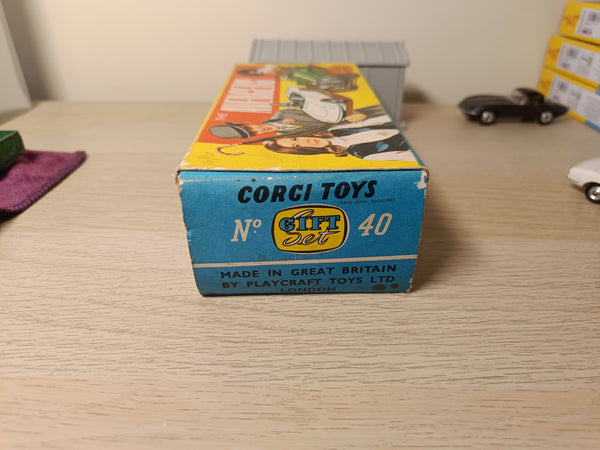 CORGI TOYS
TRADE MARK REGISTERED
Nº GIFT Set 40
MADE IN GREAT BRITAIN
BY PLAYCRAFT TOYS LTD
LONDON